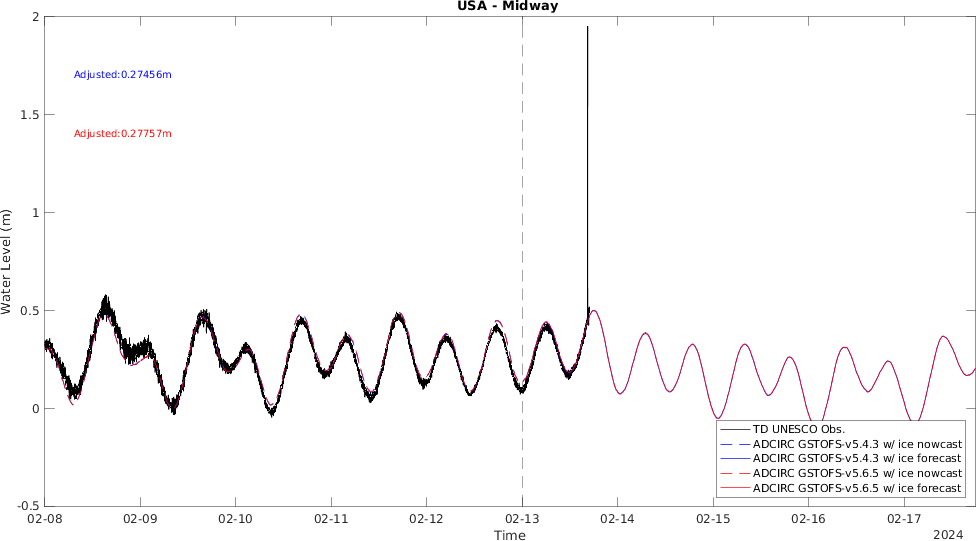 USA - Midway
Adjusted:0.27456m
Adjusted:0.27757m
Water Level (m)
2
1.5
1
0.5
0
-0.5
02-08 02-09 02-10 02-11 02-12 02-13 02-14 02-15 02-16 02-17
Time
2024
TD UNESCO Obs.
ADCIRC GSTOFS-v5.4.3 w/ ice nowcast
ADCIRC GSTOFS-v5.4.3 w/ ice forecast
ADCIRC GSTOFS-v5.6.5 w/ ice nowcast
ADCIRC GSTOFS-v5.6.5 w/ ice forecast